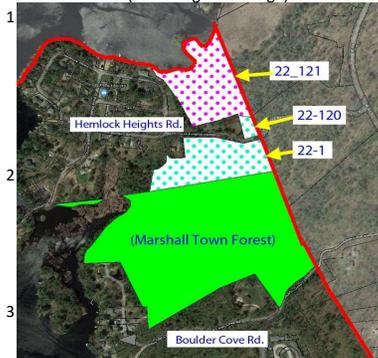 1
22_121
22-120
Hemlock Heights Rd.
22-1
2
(Marshall Town Forest)
3
Boulder Cove Rd.